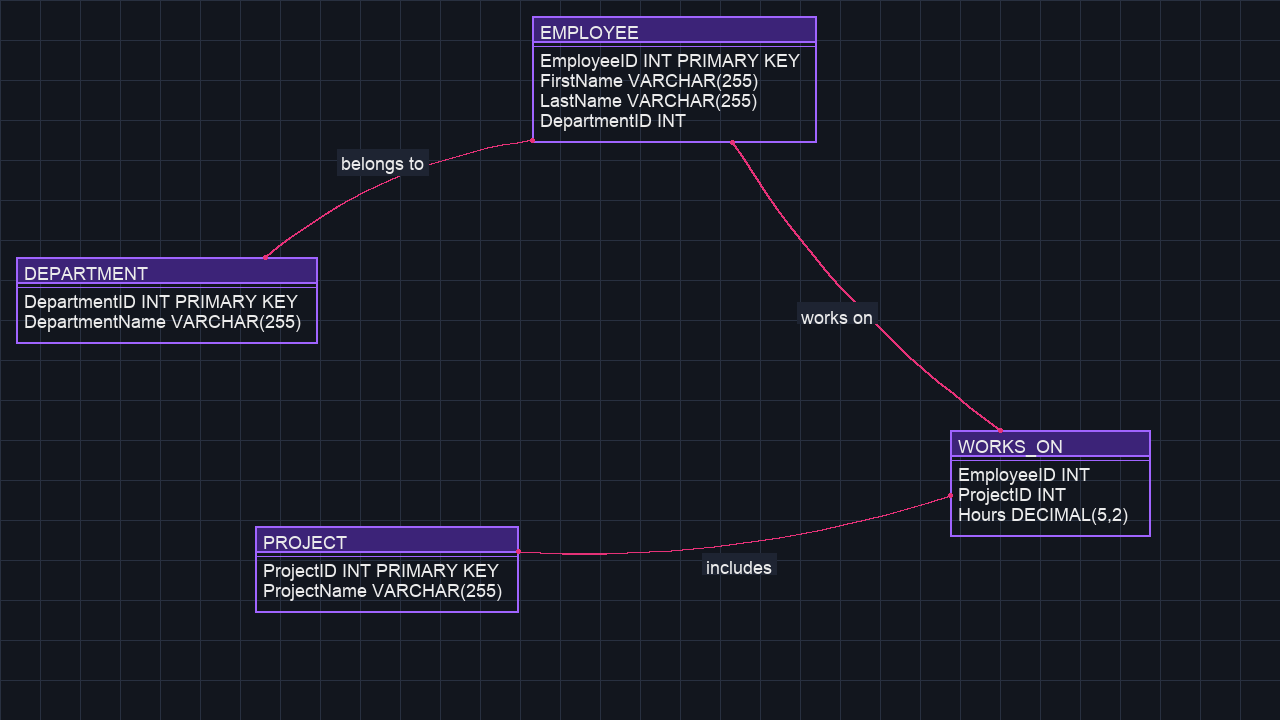 EMPLOYEE
EmployeeID INT PRIMARY KEY
FirstName VARCHAR(255)
LastName VARCHAR(255)
DepartmentID INT
belongs to
DEPARTMENT
DepartmentID INT PRIMARY KEY
DepartmentName VARCHAR(255)
works on
WORKS_ON
EmployeeID INT
ProjectID INT
Hours DECIMAL(5,2)
PROJECT
ProjectID INT PRIMARY KEY
ProjectName VARCHAR(255)
includes